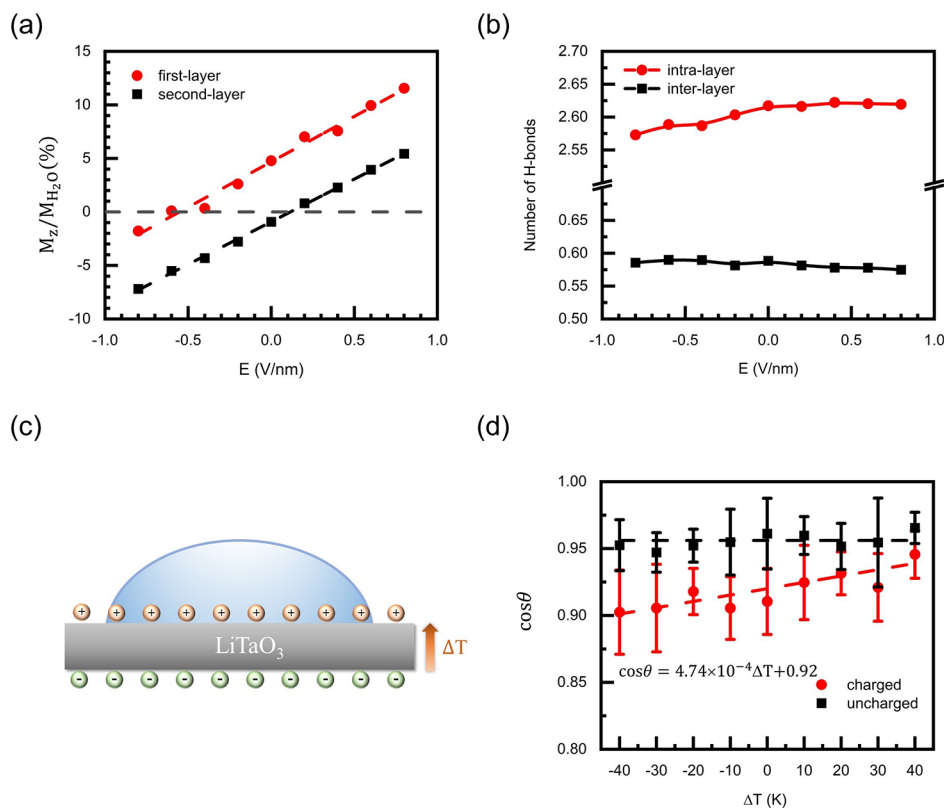 (a)
15
10
5
0
-5
-10
M_Z/M_H₂O(%)
first-layer
second-layer
-1.0 -0.5 0.0 0.5 1.0
E (V/nm)
(b)
2.70
2.65
2.60
2.55
0.65
0.60
0.55
0.50
Number of H-bonds
intra-layer
inter-layer
-1.0 -0.5 0.0 0.5 1.0
E (V/nm)
(c)
+ + + + + + + + +
LiTaO₃
ΔT
- - - - - - - - - -
(d)
1.00
0.95
0.90
0.85
0.80
cosθ
cosθ = 4.74×10⁻⁴ΔT+0.92
charged
uncharged
-40 -30 -20 -10 0 10 20 30 40
ΔT (K)